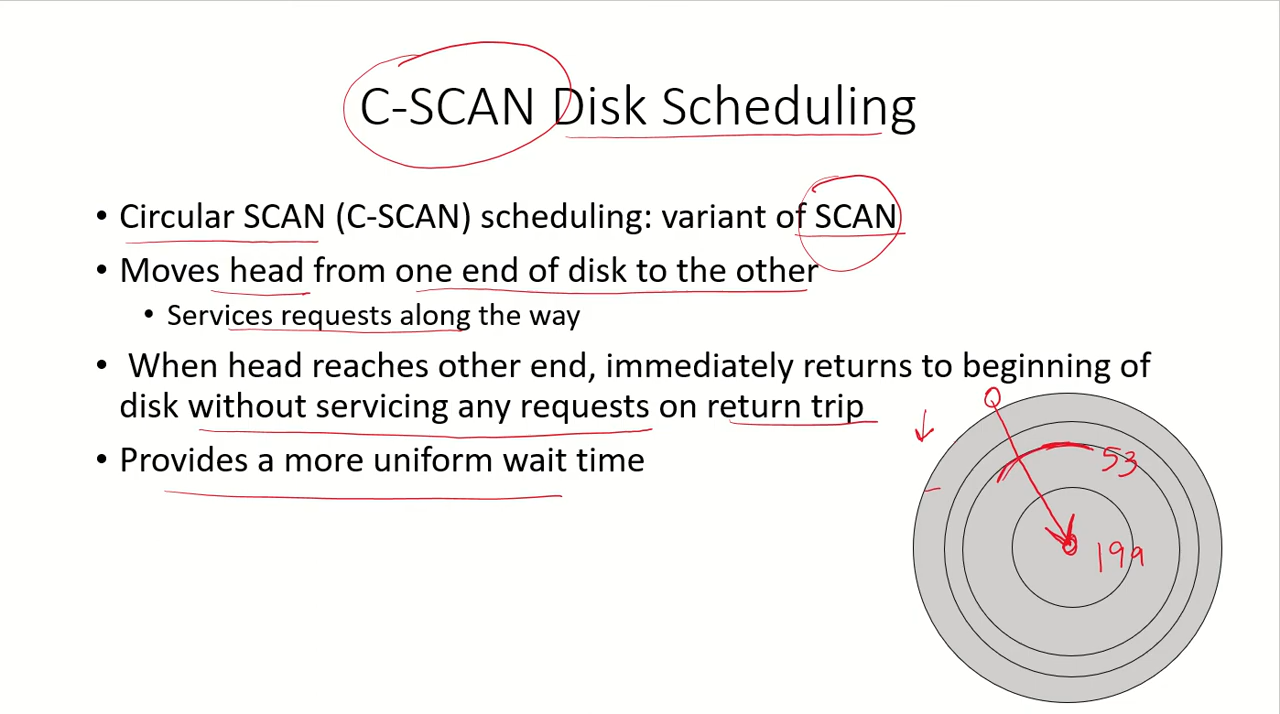 C-SCAN Disk Scheduling
• Circular SCAN (C-SCAN) scheduling: variant of SCAN
• Moves head from one end of disk to the other
• Services requests along the way
• When head reaches other end, immediately returns to beginning of
disk without servicing any requests on return trip
• Provides a more uniform wait time
0
53
199